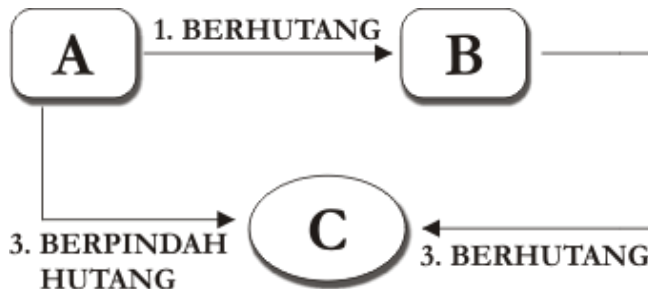 1. BERHUTANG
A
B
C
3. BERPINDAH
HUTANG
3. BERHUTANG